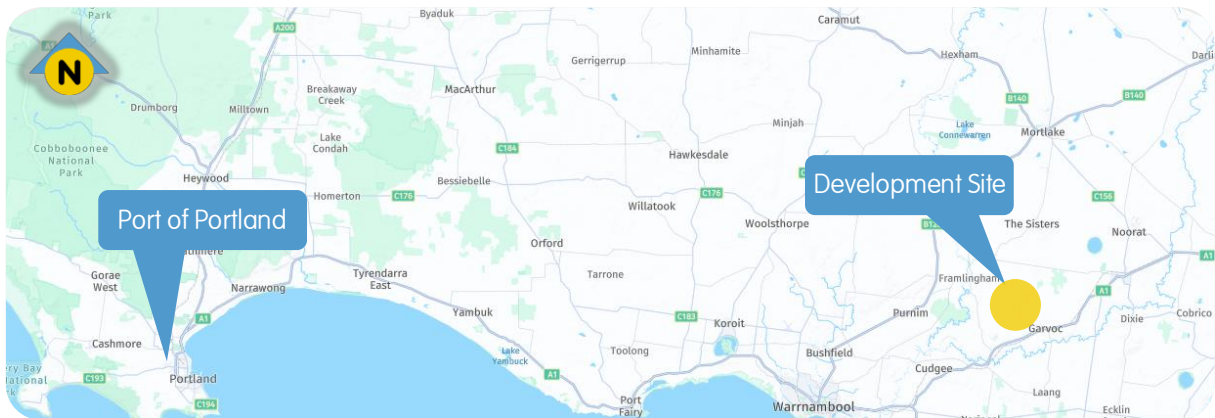 Park
Byaduk
Caramut
A200
Minhamite
Hexham
Darli
N
Gerrigerrup
Breakaway
Creek
MacArthur
B140
B140
Drumborg
Milltown
Minjah
Lake
Connewarren
Mortlake
Lake
Condah
Cobboboonee
National
Park
C184
Hawkesdale
Heywood
Bessiebelle
Development Site
Homerton
C176
C176
C156
Willatook
Port of Portland
Woolsthorpe
The Sisters
Noorat
Orford
A1
Gorae
West
Tyrendarra
East
Tarrone
Framlingham
Narrawong
A1
Yambuk
Purnim
Dixie
Cobrico
A1
C183
Koroit
Garvoc
Cashmore
Toolong
Bushfield
Lake
Yambuck
Cudgee
C193
Portland
A1
Laang
Port
Fairy
Warrnambool
C194
Ecklin